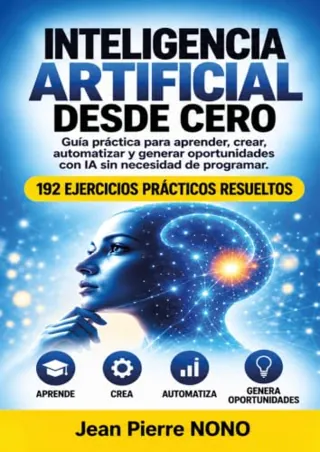 INTELIGENCIA
ARTIFICIAL
DESDE CERO
Guía práctica para aprender, crear,
automatizar y generar oportunidades
con IA sin necesidad de programar.
192 EJERCICIOS PRÁCTICOS RESUELTOS
APRENDE
CREA
AUTOMATIZA
GENERA
OPORTUNIDADES
Jean Pierre NONO